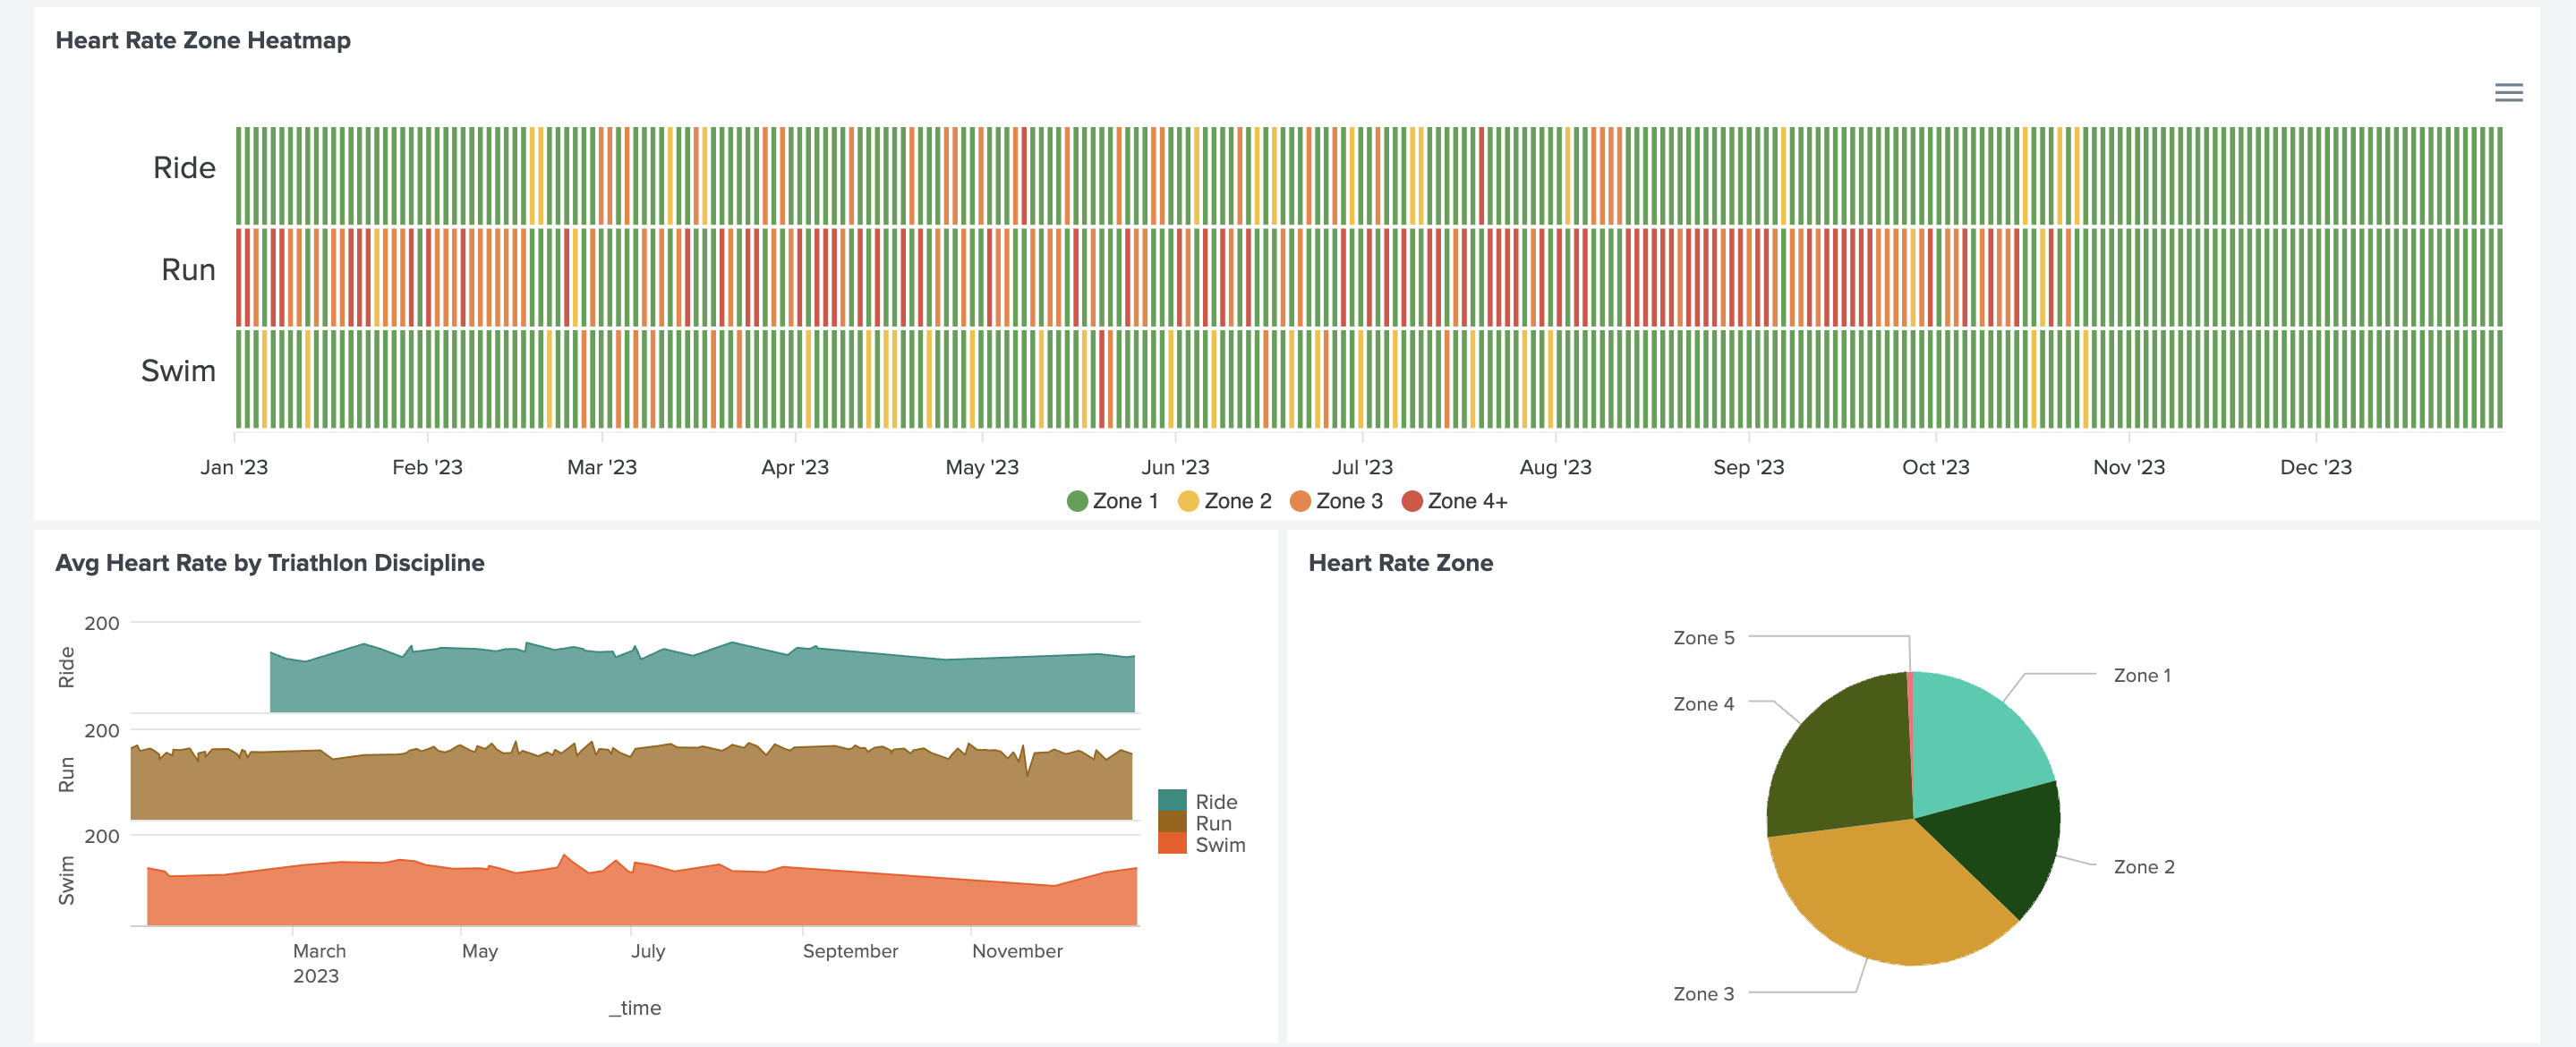 Heart Rate Zone Heatmap
Ride
Run
Swim
Jan '23 Feb '23 Mar '23 Apr '23 May '23 Jun '23 Jul '23 Aug '23 Sep '23 Oct '23 Nov '23 Dec '23
Zone 1 Zone 2 Zone 3 Zone 4+
Avg Heart Rate by Triathlon Discipline
200
Ride
200
Run
200
Swim
March May July September November
2023
_time
Ride
Run
Swim
Heart Rate Zone
Zone 5
Zone 1
Zone 4
Zone 2
Zone 3